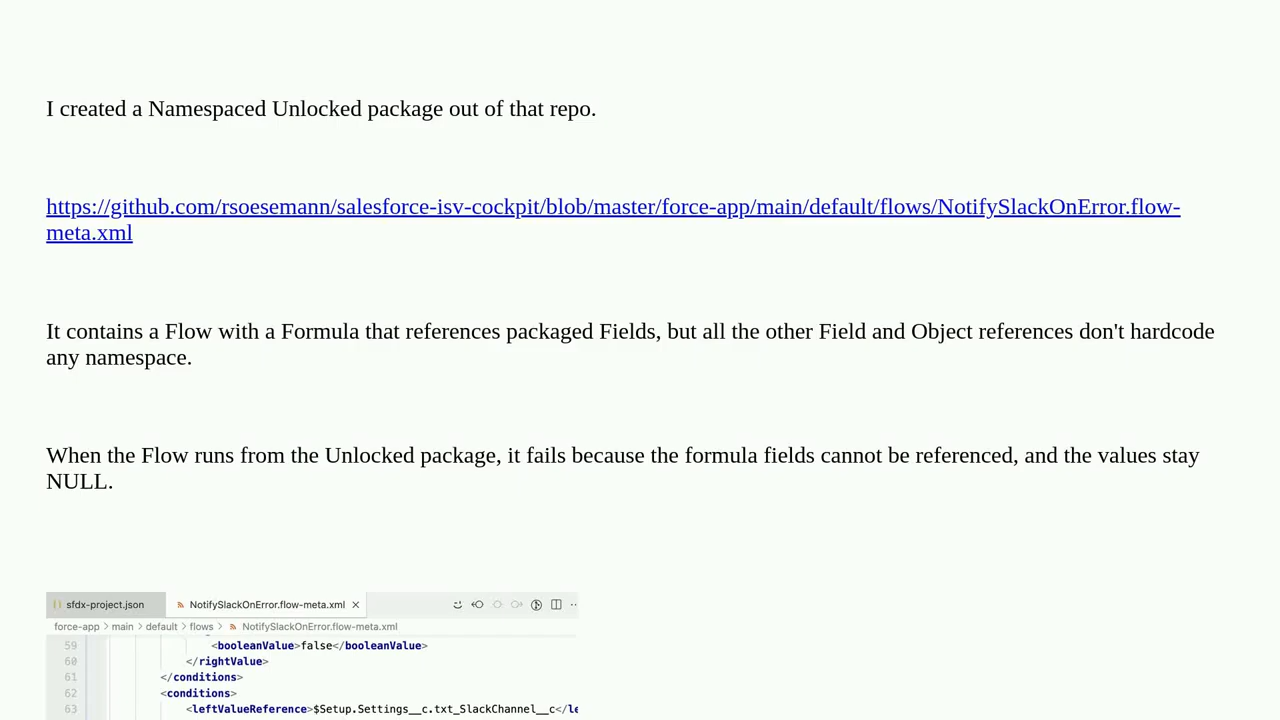 I created a Namespaced Unlocked package out of that repo.
https://github.com/rsoesemann/salesforce-isv-cockpit/blob/master/force-app/main/default/flows/NotifySlackOnError.flow-
meta.xml
It contains a Flow with a Formula that references packaged Fields, but all the other Field and Object references don't hardcode
any namespace.
When the Flow runs from the Unlocked package, it fails because the formula fields cannot be referenced, and the values stay
NULL.
sfdx-project.json NotifySlackOnError.flow-meta.xml
force-app > main > default > flows > NotifySlackOnError.flow-meta.xml
59 <booleanValue>false</booleanValue>
60 </rightValue>
61 </conditions>
62 <conditions>
63 <leftValueReference>$Setup.Settings__c.txt_SlackChannel__c</le